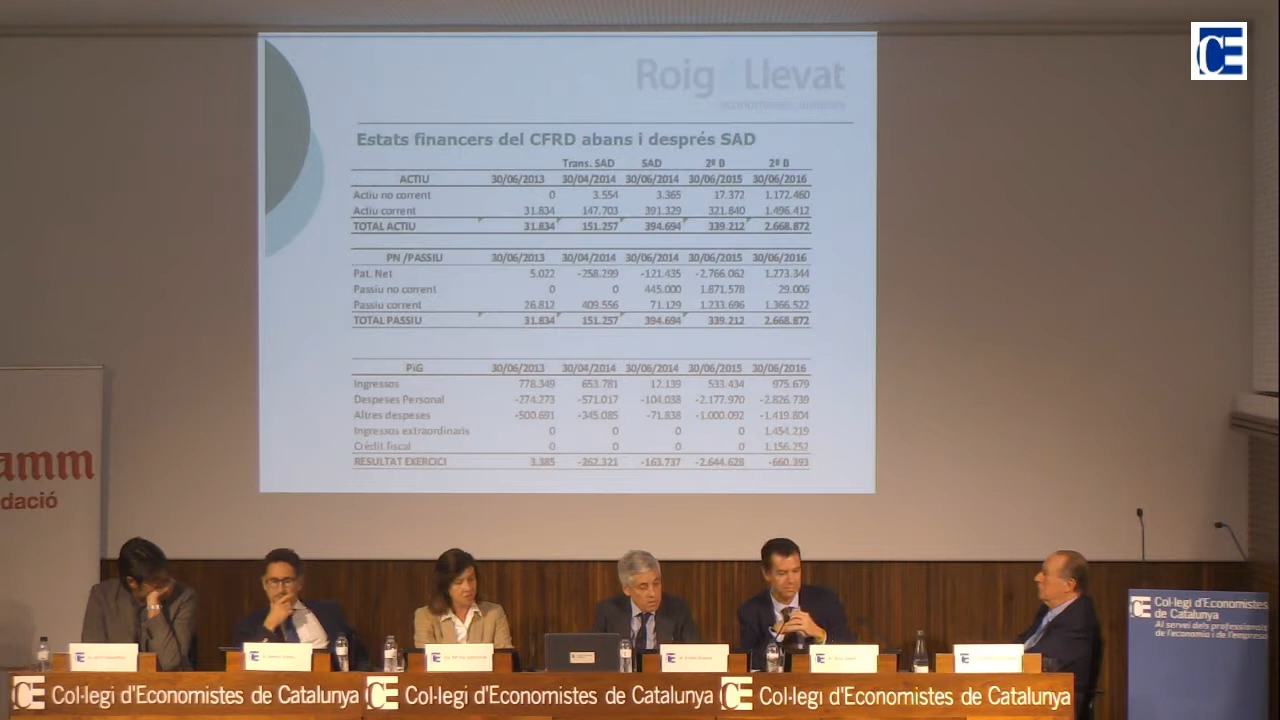 CE
Roig Llevat
Estats financers del CFRD abans i després SAD
Trans. SAD SAD 2ª B 2ª B
ACTIU 30/06/2013 30/04/2014 30/06/2014 30/06/2015 30/06/2016
Actiu no corrent 0 3.554 3.365 17.372 1.172.460
Actiu corrent 31.834 147.703 391.329 321.840 1.496.412
TOTAL ACTIU 31.834 151.257 394.694 339.212 2.668.872
PN /PASSIU 30/06/2013 30/04/2014 30/06/2014 30/06/2015 30/06/2016
Pat. Net 5.022 -258.299 -121.435 -2.766.062 1.273.344
Passiu no corrent 0 0 445.000 1.871.578 29.006
Passiu corrent 26.812 409.556 71.129 1.233.696 1.366.522
TOTAL PASSIU 31.834 151.257 394.694 339.212 2.668.872
PiG 30/06/2013 30/04/2014 30/06/2014 30/06/2015 30/06/2016
Ingressos 778.349 653.781 12.139 533.434 975.679
Despeses Personal -274.273 -571.017 -104.038 -2.177.970 -2.826.739
Altres despeses -500.691 -345.085 -71.838 -1.000.092 -1.419.804
Ingressos extraordinaris 0 0 0 0 1.454.219
Crèdit fiscal 0 0 0 0 1.156.252
RESULTAT EXERCICI 3.385 -262.321 -163.737 -2.644.628 -660.393
amm
dació
CE Col·legi d'Economistes
de Catalunya
Al servei dels professionals
de l'economia i de l'empresa
CE Col·legi d'Economistes de Catalunya CE Col·legi d'Economistes de Catalunya CE Col·legi d'Economistes de Catalunya